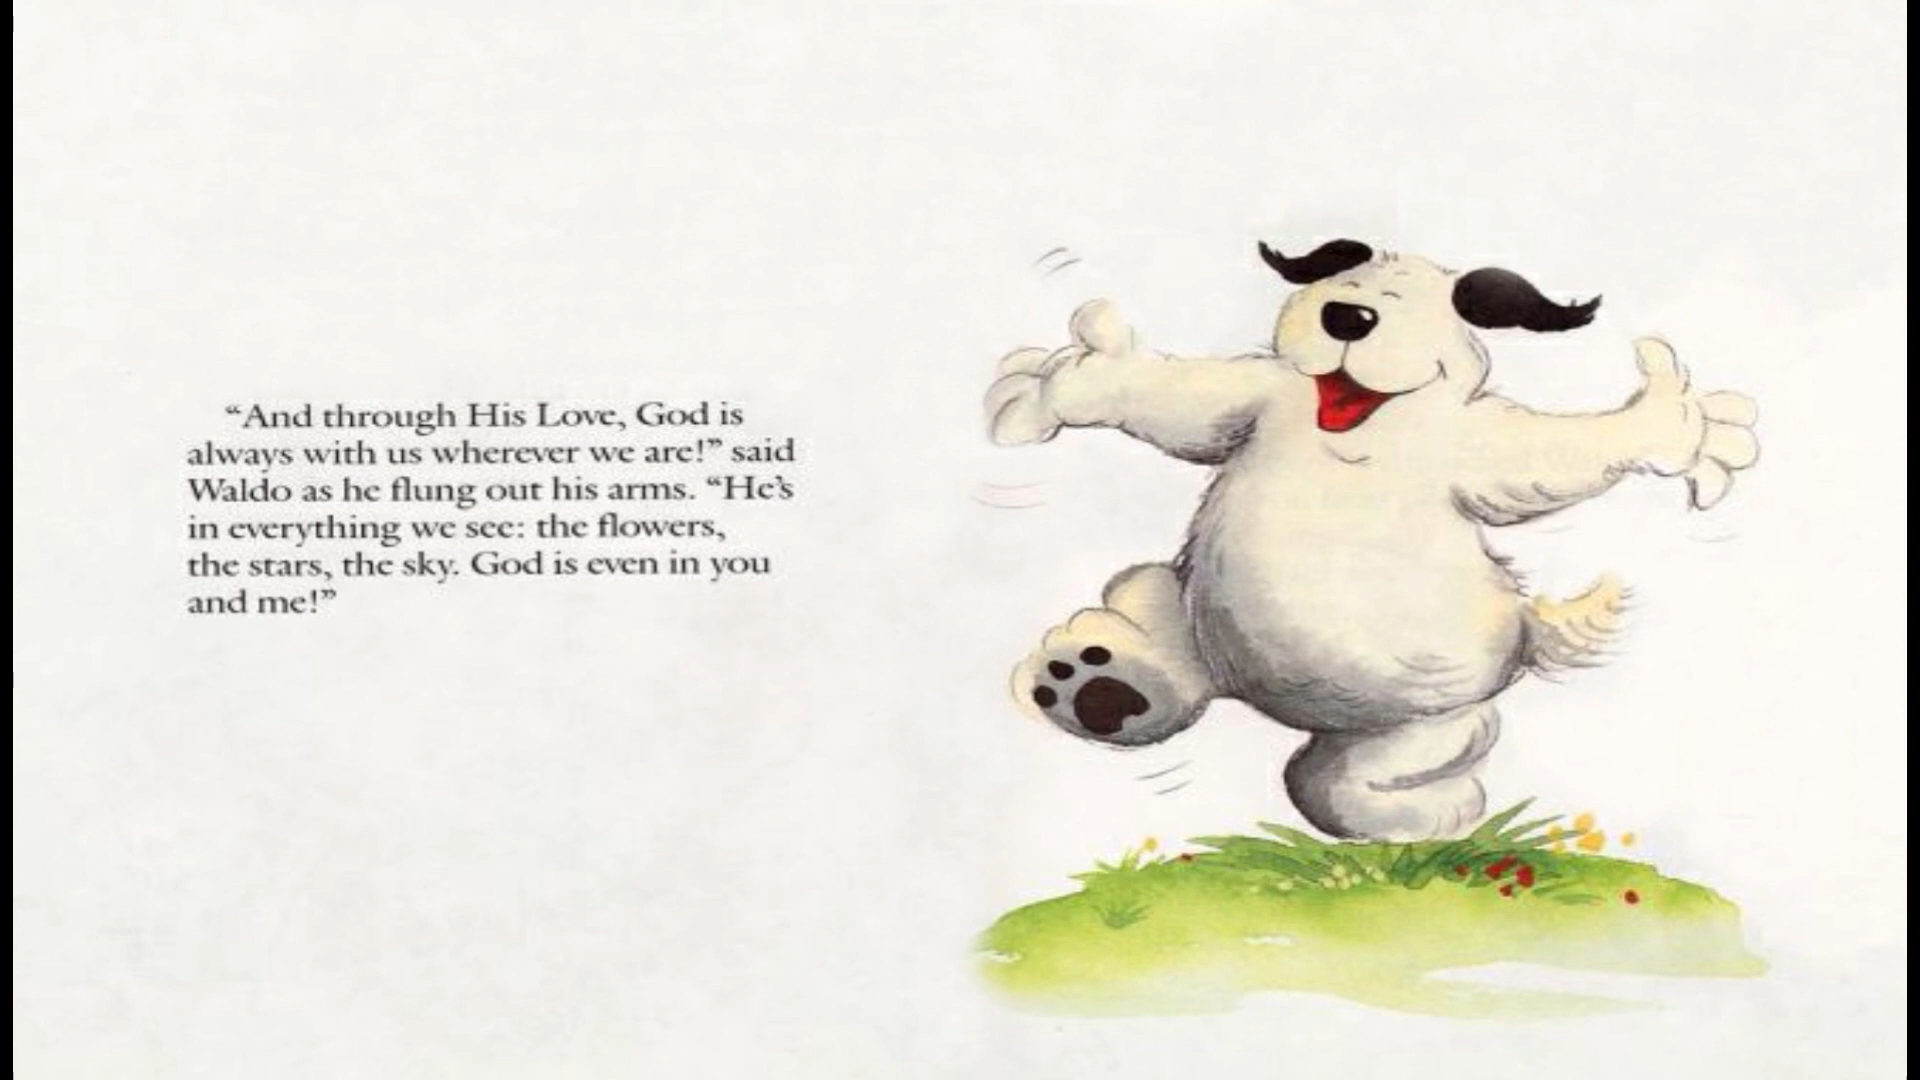 “And through His Love, God is
always with us wherever we are!” said
Waldo as he flung out his arms. “He’s
in everything we see: the flowers,
the stars, the sky. God is even in you
and me!”